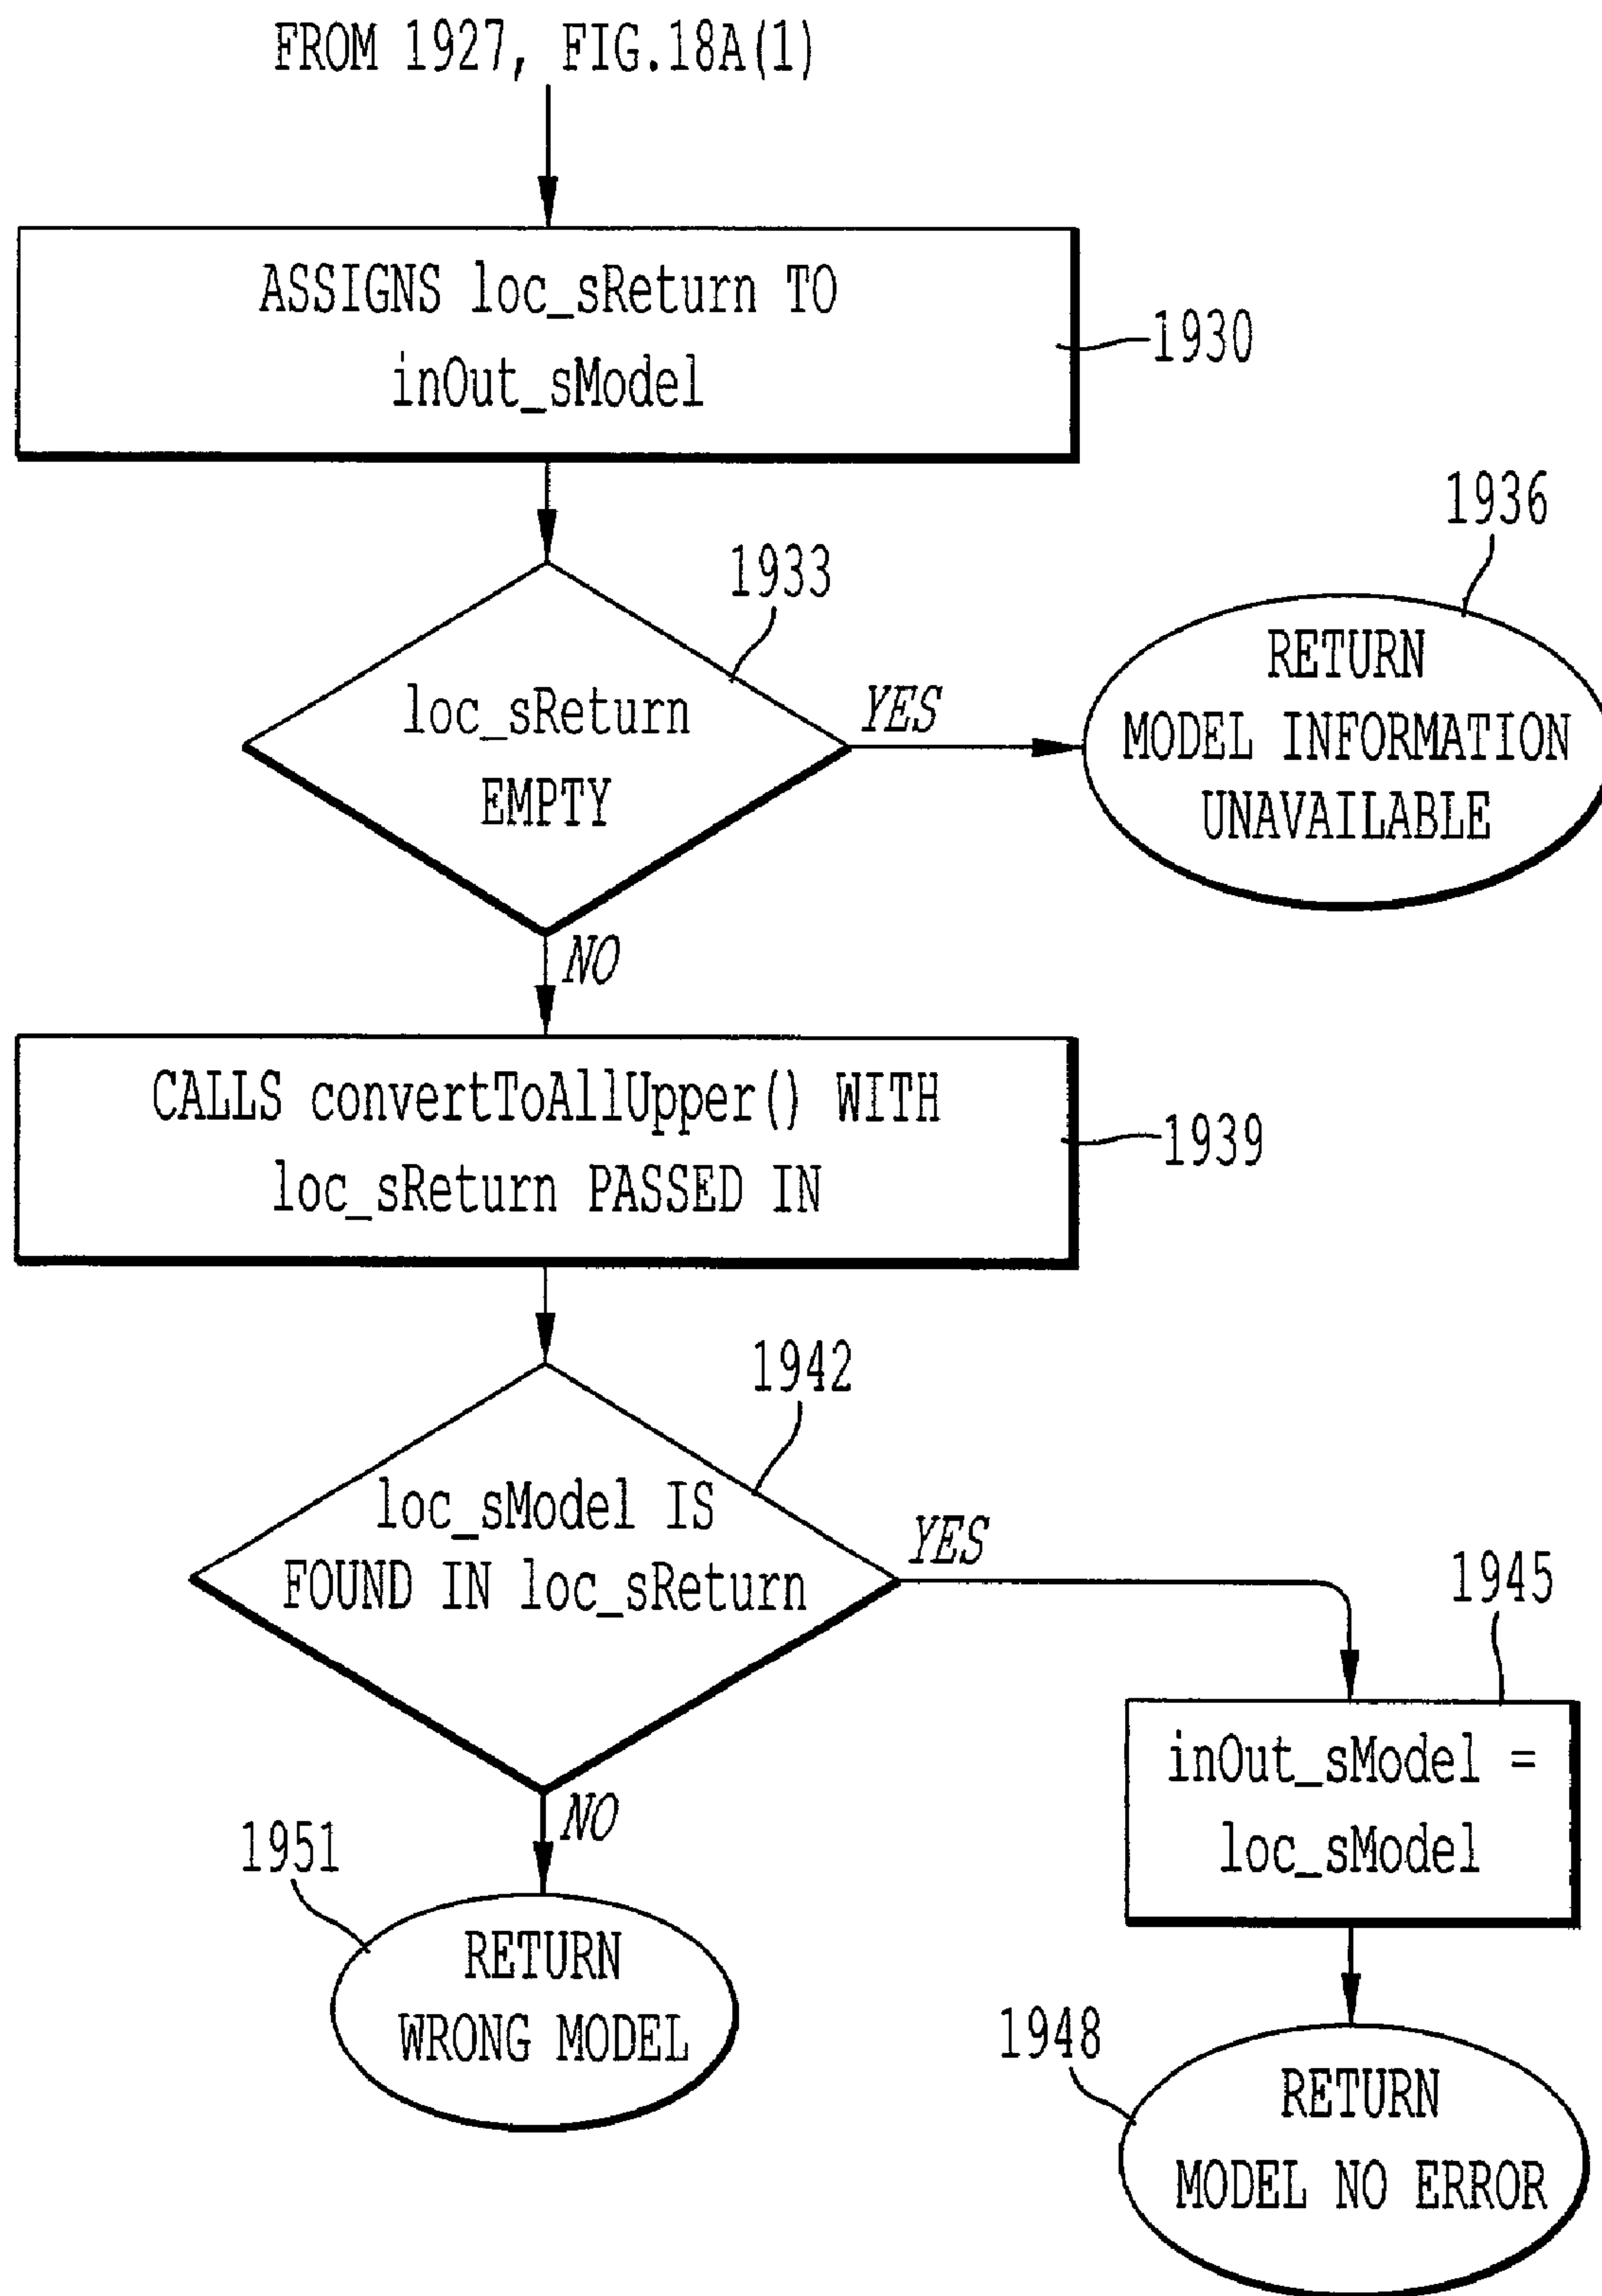 FROM 1927, FIG.18A(1)
ASSIGNS loc_sReturn TO
inOut_sModel
1930
1933
loc_sReturn
EMPTY
YES
1936
RETURN
MODEL INFORMATION
UNAVAILABLE
NO
CALLS convertToAllUpper() WITH
loc_sReturn PASSED IN
1939
1942
loc_sModel IS
FOUND IN loc_sReturn
YES
1945
inOut_sModel =
loc_sModel
NO
1951
RETURN
WRONG MODEL
1948
RETURN
MODEL NO ERROR